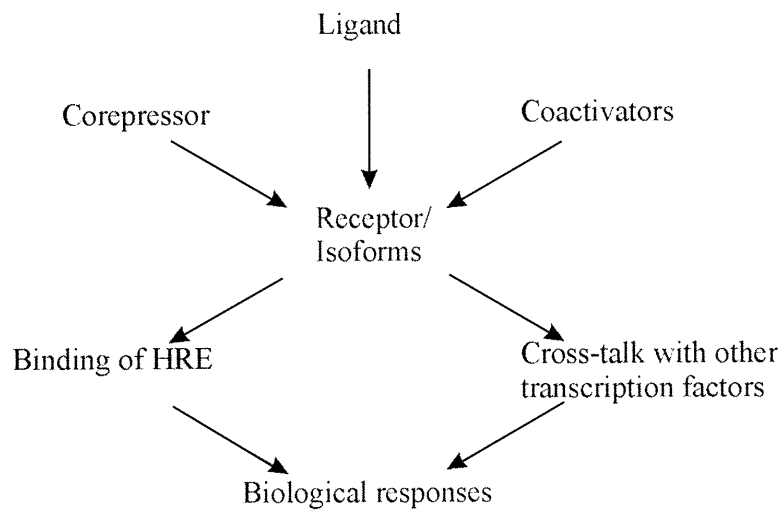 Ligand
Corepressor
Coactivators
Receptor/
Isoforms
Binding of HRE
Cross-talk with other
transcription factors
Biological responses